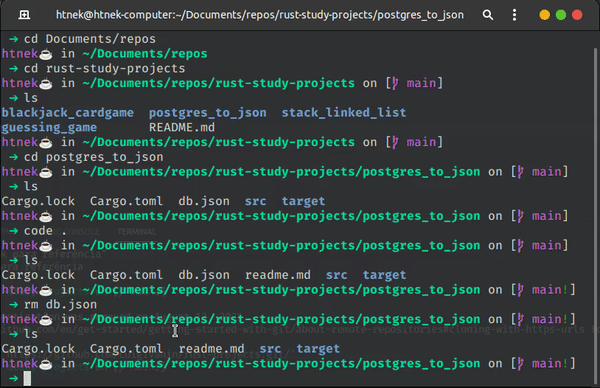 htnek@htnek-computer:~/Documents/repos/rust-study-projects/postgres_to_json
➜ cd Documents/repos
htnek☕ in ~/Documents/repos
➜ cd rust-study-projects
htnek☕ in ~/Documents/repos/rust-study-projects on [ main]
➜ ls
blackjack_cardgame postgres_to_json stack_linked_list
guessing_game README.md
htnek☕ in ~/Documents/repos/rust-study-projects on [ main]
➜ cd postgres_to_json
htnek☕ in ~/Documents/repos/rust-study-projects/postgres_to_json on [ main]
➜ ls
Cargo.lock Cargo.toml db.json src target
htnek☕ in ~/Documents/repos/rust-study-projects/postgres_to_json on [ main]
➜ code .
TERMINAL
htnek☕ in ~/Documents/repos/rust-study-projects/postgres_to_json on [ main]
para referencia
➜ ls
referência
Cargo.lock Cargo.toml db.json readme.md src target
htnek☕ in ~/Documents/repos/rust-study-projects/postgres_to_json on [ main!]
➜ rm db.json
htnek☕ in ~/Documents/repos/rust-study-projects/postgres_to_json on [ main!]
➜ ls
Cargo.lock Cargo.toml readme.md src target
htnek☕ in ~/Documents/repos/rust-study-projects/postgres_to_json on [ main!]
➜